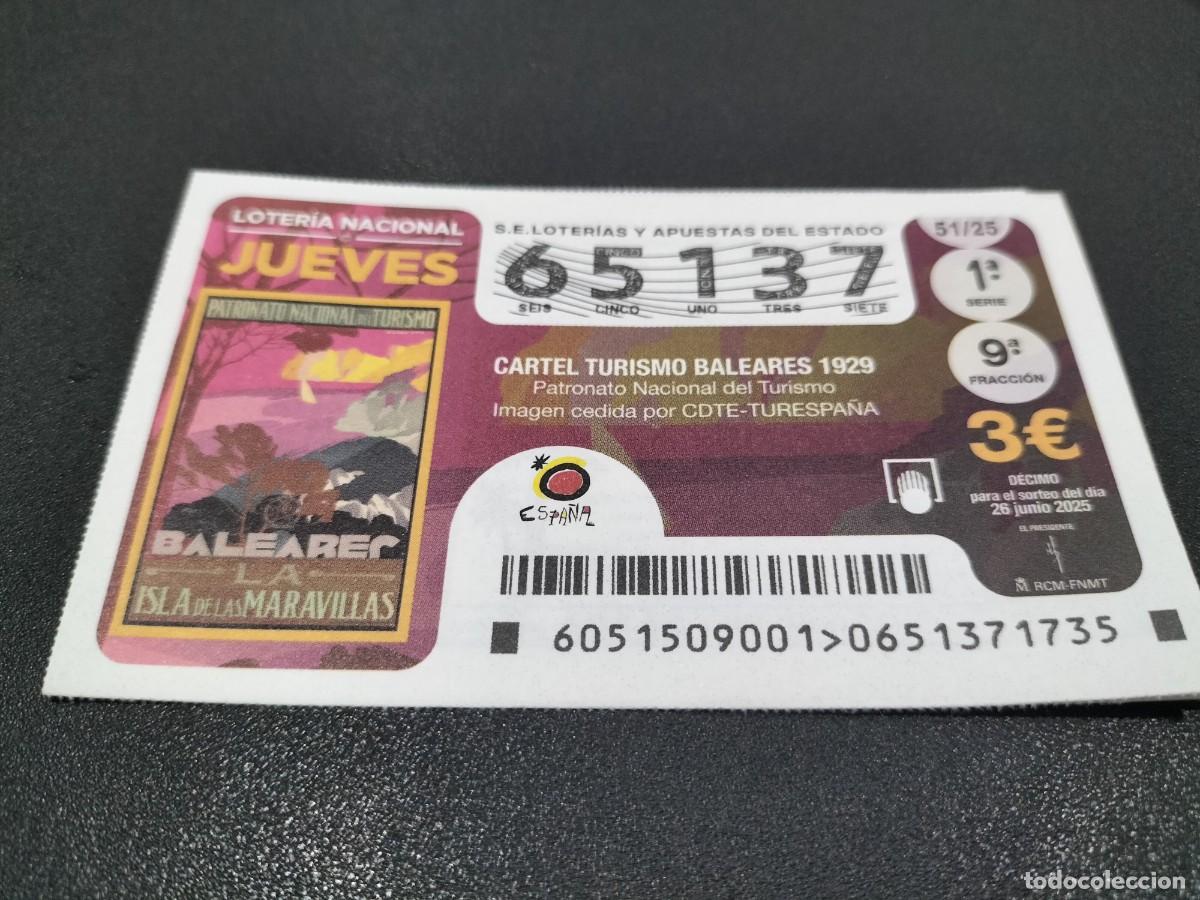 LOTERÍA NACIONAL
JUEVES
PATRONATO NACIONAL DEL TURISMO
BALEARES
LA
ISLA DE LAS MARAVILLAS
S.E. LOTERÍAS Y APUESTAS DEL ESTADO
65137
SEIS CINCO UNO TRES SIETE
CARTEL TURISMO BALEARES 1929
Patronato Nacional del Turismo
Imagen cedida por CDTE-TURESPAÑA
ESPAÑA
51/25
1ª
SERIE
9ª
FRACCIÓN
3€
DÉCIMO
para el sorteo del día
26 junio 2025
EL PRESIDENTE
M RCM-FNMT
6051509001>0651371735
todocoleccion